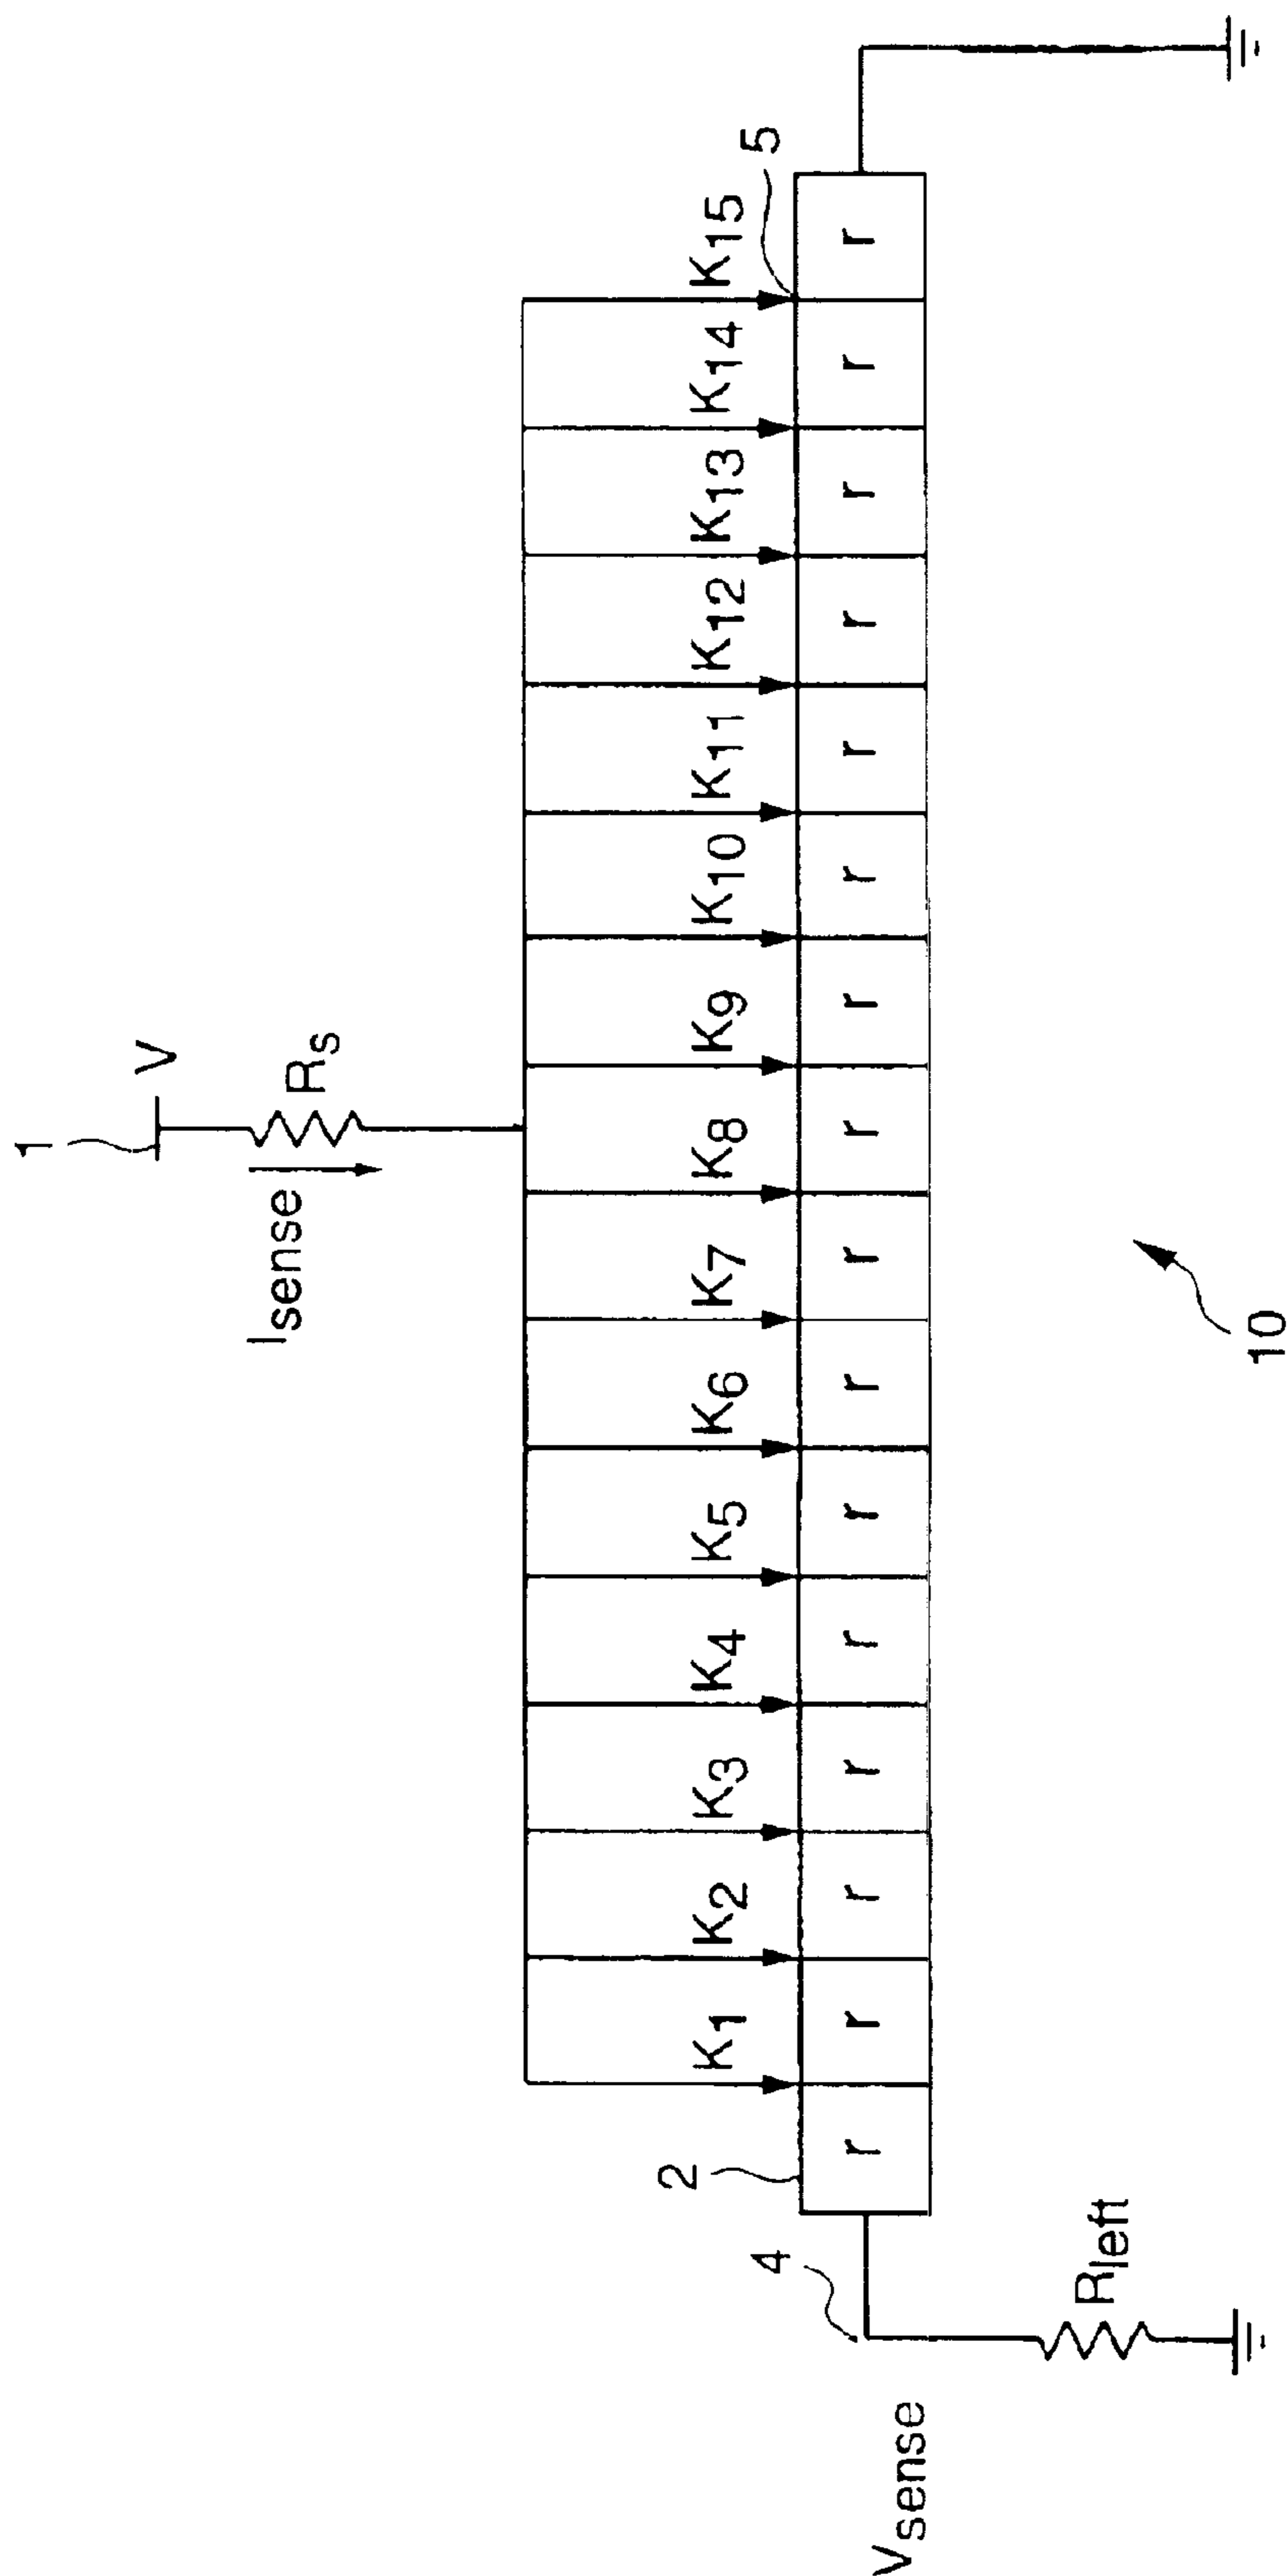 1
V
Rs
Isense
K1 K2 K3 K4 K5 K6 K7 K8 K9 K10 K11 K12 K13 K14 K15
2
5
r r r r r r r r r r r r r r r r
4
Vsense
Rleft
10